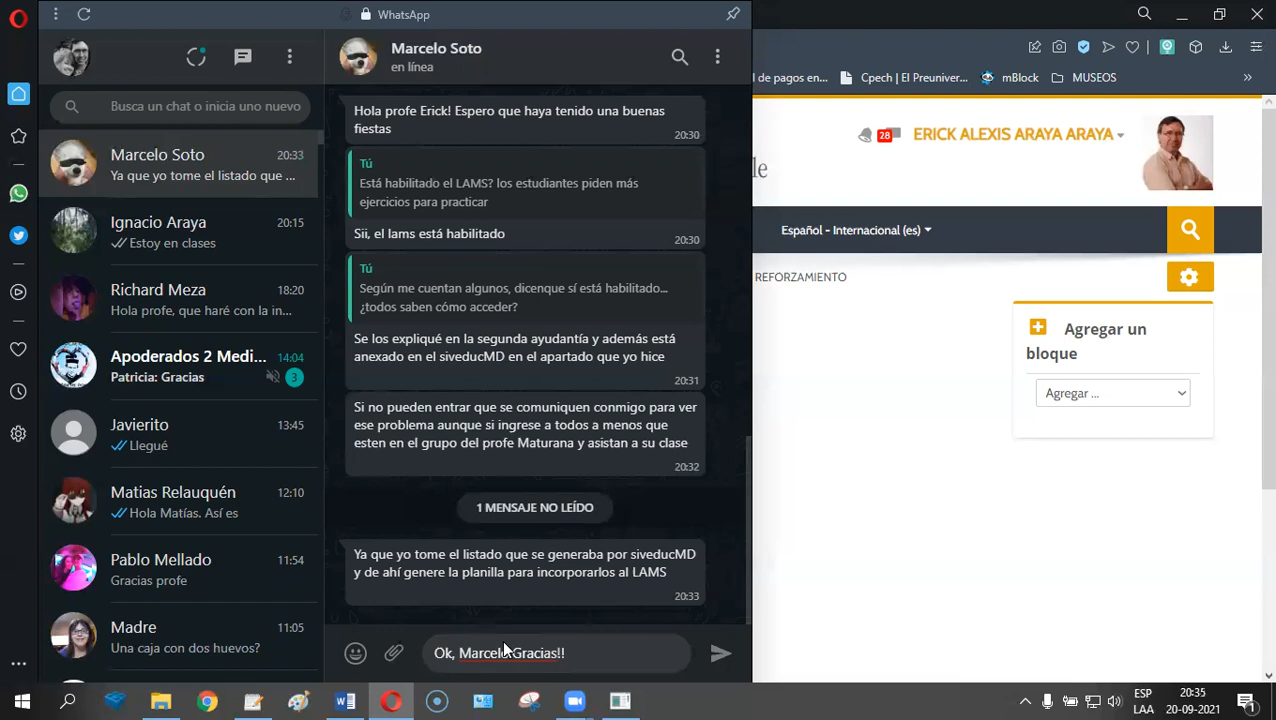 WhatsApp
Marcelo Soto
en línea
Busca un chat o inicia uno nuevo
Marcelo Soto
20:33
Ya que yo tome el listado que ...
Ignacio Araya
20:15
Estoy en clases
Richard Meza
18:20
Hola profe, que haré con la in...
Apoderados 2 Medi...
14:04
Patricia: Gracias
3
Javierito
13:45
Llegué
Matias Relauquén
12:10
Hola Matías. Así es
Pablo Mellado
11:54
Gracias profe
Madre
11:05
Una caja con dos huevos?
Hola profe Erick! Espero que haya tenido una buenas
fiestas
20:30
Tú
Está habilitado el LAMS? los estudiantes piden más
ejercicios para practicar
Sii, el lams está habilitado
20:30
Tú
Según me cuentan algunos, dicenque sí está habilitado...
¿todos saben cómo acceder?
Se los expliqué en la segunda ayudantía y además está
anexado en el siveducMD en el apartado que yo hice
20:31
Si no pueden entrar que se comuniquen conmigo para ver
ese problema aunque si ingrese a todos a menos que
esten en el grupo del profe Maturana y asistan a su clase
20:32
1 MENSAJE NO LEÍDO
Ya que yo tome el listado que se generaba por siveducMD
y de ahí genere la planilla para incorporarlos al LAMS
20:33
Ok, Marcelo Gracias!!
l de pagos en...
Cpech | El Preuniver...
mBlock
MUSEOS
»
28
ERICK ALEXIS ARAYA ARAYA
le
Español - Internacional (es)
REFORZAMIENTO
Agregar un
bloque
Agregar ...
ESP
LAA
20:35
20-09-2021
1